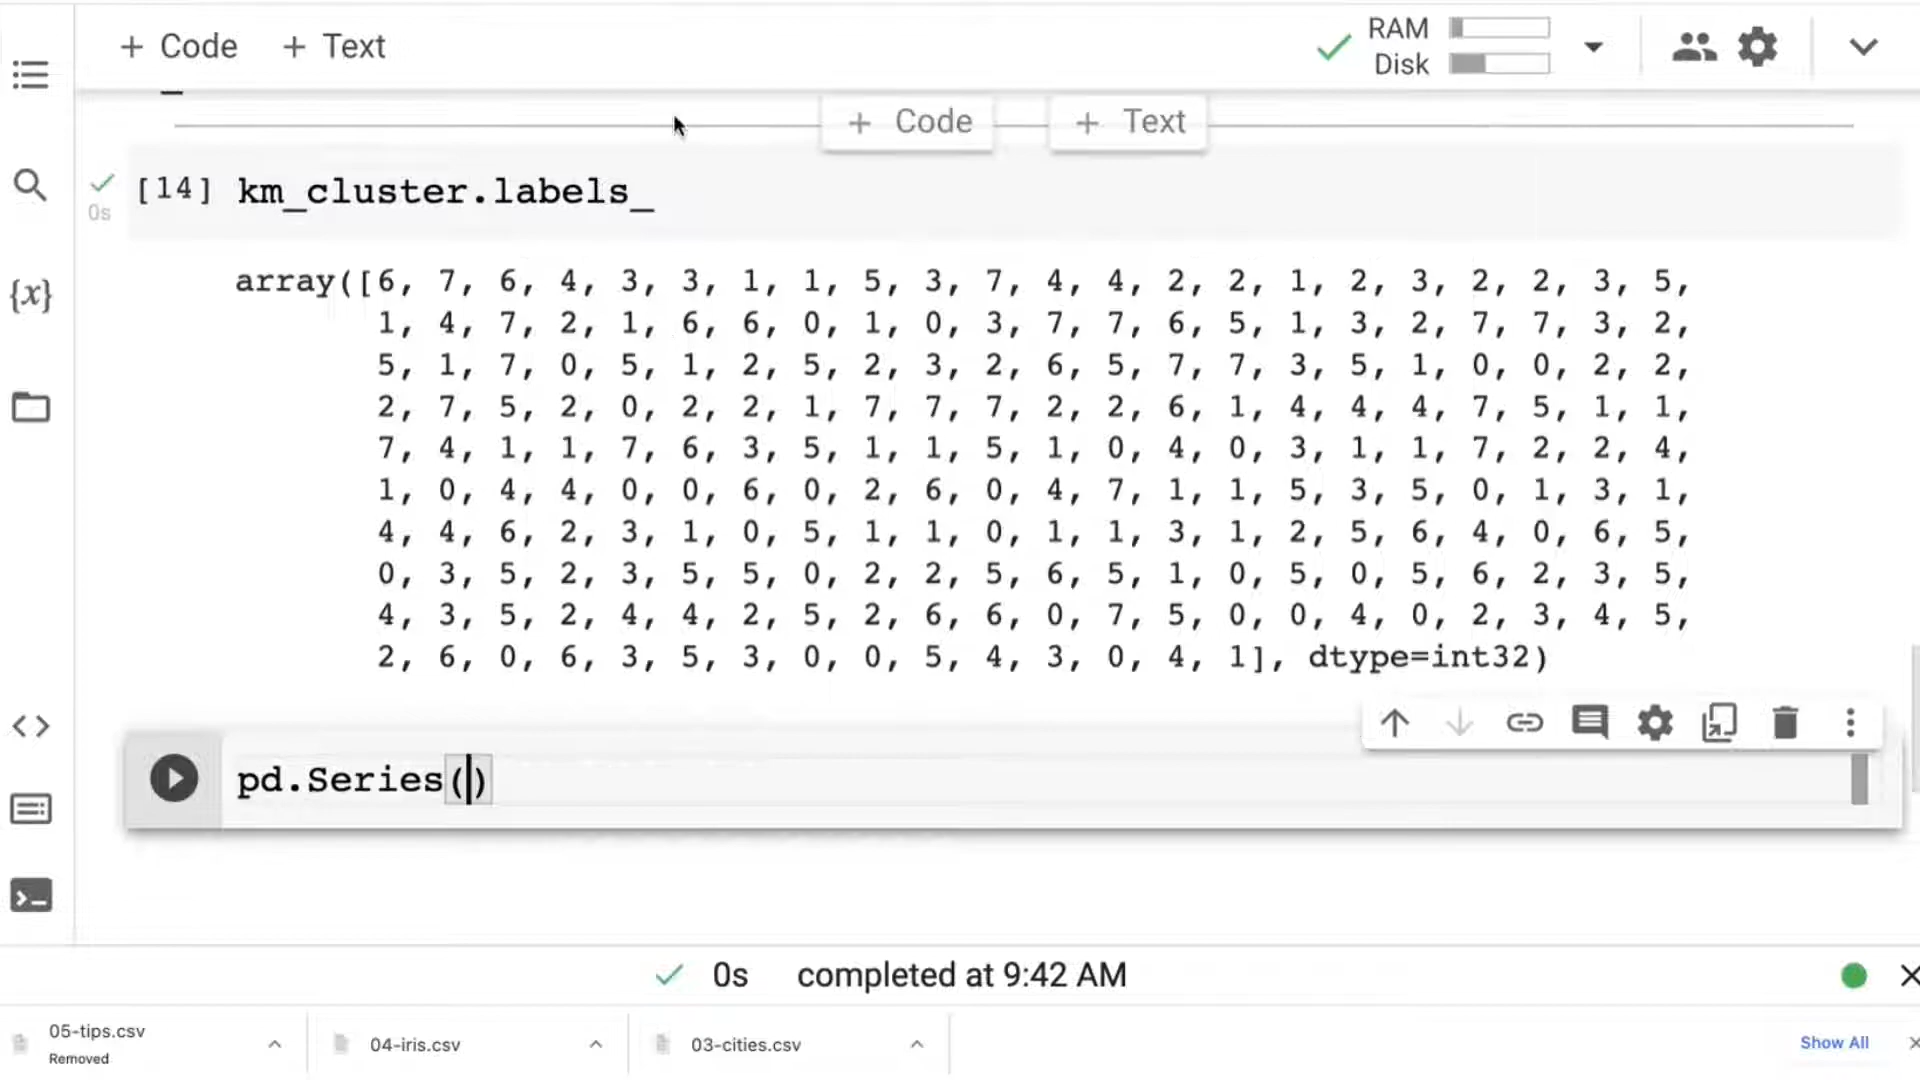 + Code + Text
RAM
Disk
+ Code + Text
[14] km_cluster.labels_
0s
array([6, 7, 6, 4, 3, 3, 1, 1, 5, 3, 7, 4, 4, 2, 2, 1, 2, 3, 2, 2, 3, 5,
1, 4, 7, 2, 1, 6, 6, 0, 1, 0, 3, 7, 7, 6, 5, 1, 3, 2, 7, 7, 3, 2,
5, 1, 7, 0, 5, 1, 2, 5, 2, 3, 2, 6, 5, 7, 7, 3, 5, 1, 0, 0, 2, 2,
2, 7, 5, 2, 0, 2, 2, 1, 7, 7, 7, 2, 2, 6, 1, 4, 4, 4, 7, 5, 1, 1,
7, 4, 1, 1, 7, 6, 3, 5, 1, 1, 5, 1, 0, 4, 0, 3, 1, 1, 7, 2, 2, 4,
1, 0, 4, 4, 0, 0, 6, 0, 2, 6, 0, 4, 7, 1, 1, 5, 3, 5, 0, 1, 3, 1,
4, 4, 6, 2, 3, 1, 0, 5, 1, 1, 0, 1, 1, 3, 1, 2, 5, 6, 4, 0, 6, 5,
0, 3, 5, 2, 3, 5, 5, 0, 2, 2, 5, 6, 5, 1, 0, 5, 0, 5, 6, 2, 3, 5,
4, 3, 5, 2, 4, 4, 2, 5, 2, 6, 6, 0, 7, 5, 0, 0, 4, 0, 2, 3, 4, 5,
2, 6, 0, 6, 3, 5, 3, 0, 0, 5, 4, 3, 0, 4, 1], dtype=int32)
pd.Series()
0s completed at 9:42 AM
05-tips.csv
Removed
04-iris.csv
03-cities.csv
Show All